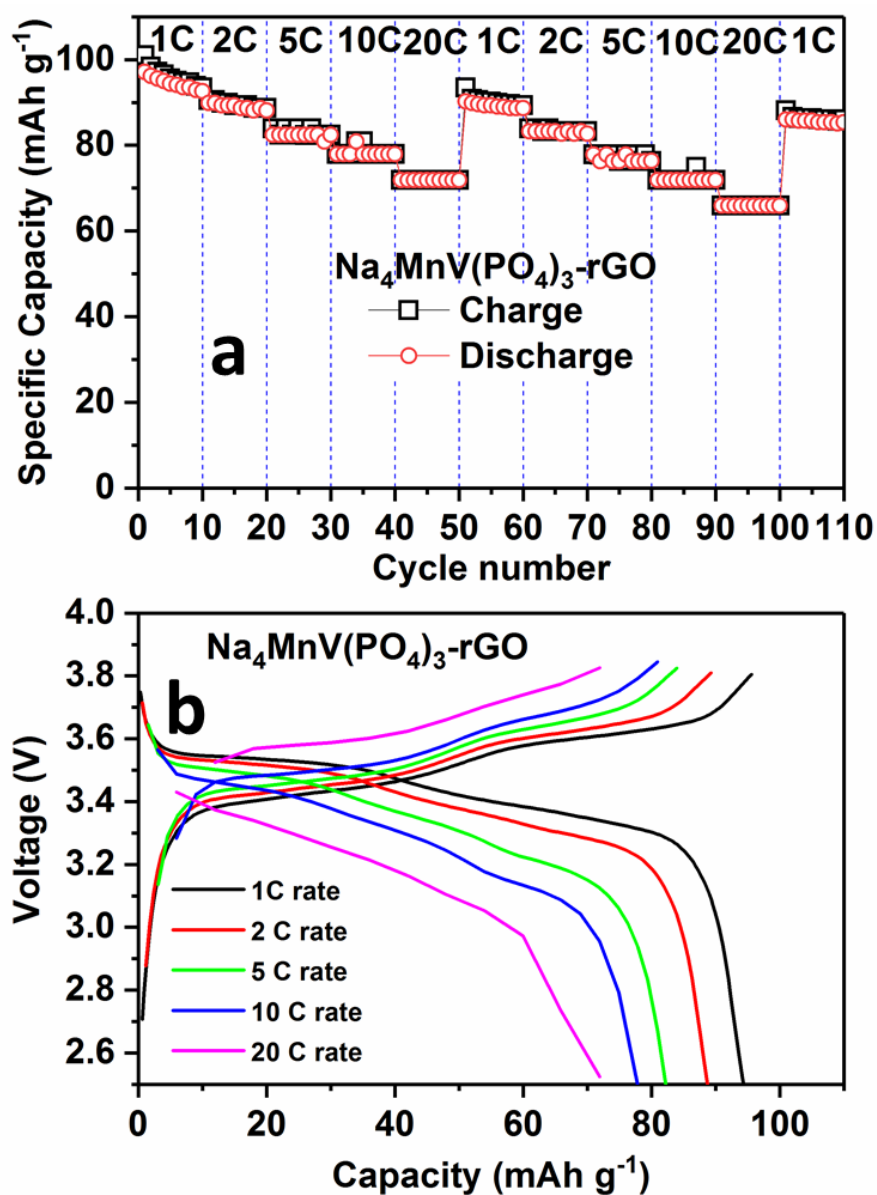 1C 2C 5C 10C 20C 1C 2C 5C 10C 20C 1C
100
80
60
40
20
0
Specific Capacity (mAh g⁻¹)
Na₄MnV(PO₄)₃-rGO
Charge
Discharge
a
0 10 20 30 40 50 60 70 80 90 100 110
Cycle number
4.0
3.8
3.6
3.4
3.2
3.0
2.8
2.6
Voltage (V)
Na₄MnV(PO₄)₃-rGO
b
1C rate
2 C rate
5 C rate
10 C rate
20 C rate
0 20 40 60 80 100
Capacity (mAh g⁻¹)